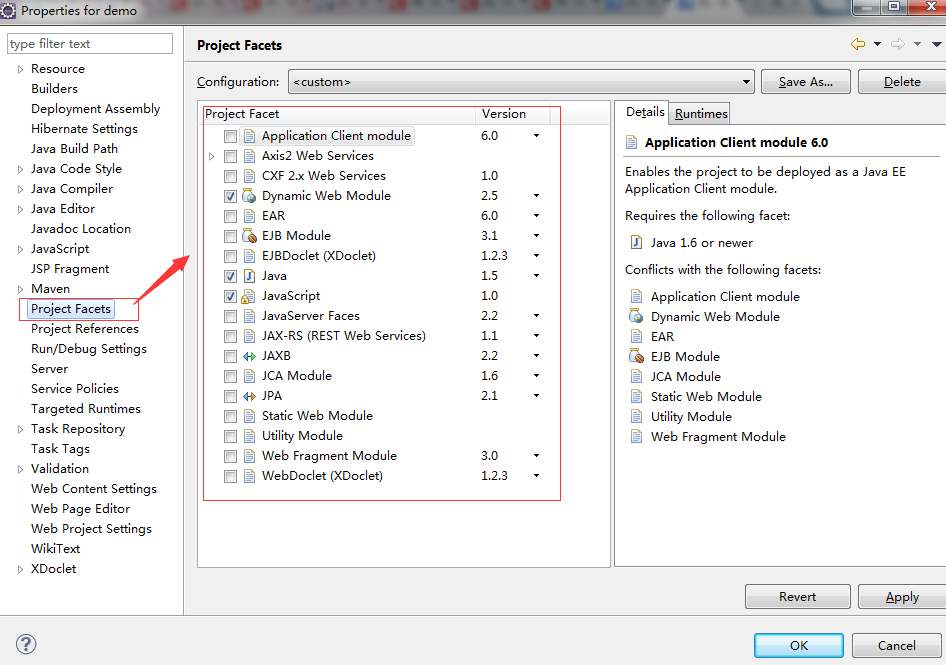 Properties for demo
type filter text
Resource
Builders
Deployment Assembly
Hibernate Settings
Java Build Path
Java Code Style
Java Compiler
Java Editor
Javadoc Location
JavaScript
JSP Fragment
Maven
Project Facets
Project References
Run/Debug Settings
Server
Service Policies
Targeted Runtimes
Task Repository
Task Tags
Validation
Web Content Settings
Web Page Editor
Web Project Settings
WikiText
XDoclet
Project Facets
Configuration: <custom> Save As... Delete
Project Facet Version
Application Client module 6.0
Axis2 Web Services
CXF 2.x Web Services 1.0
Dynamic Web Module 2.5
EAR 6.0
EJB Module 3.1
EJBDoclet (XDoclet) 1.2.3
Java 1.5
JavaScript 1.0
JavaServer Faces 2.2
JAX-RS (REST Web Services) 1.1
JAXB 2.2
JCA Module 1.6
JPA 2.1
Static Web Module
Utility Module
Web Fragment Module 3.0
WebDoclet (XDoclet) 1.2.3
Details Runtimes
Application Client module 6.0
Enables the project to be deployed as a Java EE
Application Client module.
Requires the following facet:
Java 1.6 or newer
Conflicts with the following facets:
Application Client module
Dynamic Web Module
EAR
EJB Module
JCA Module
Static Web Module
Utility Module
Web Fragment Module
Revert Apply
OK Cancel